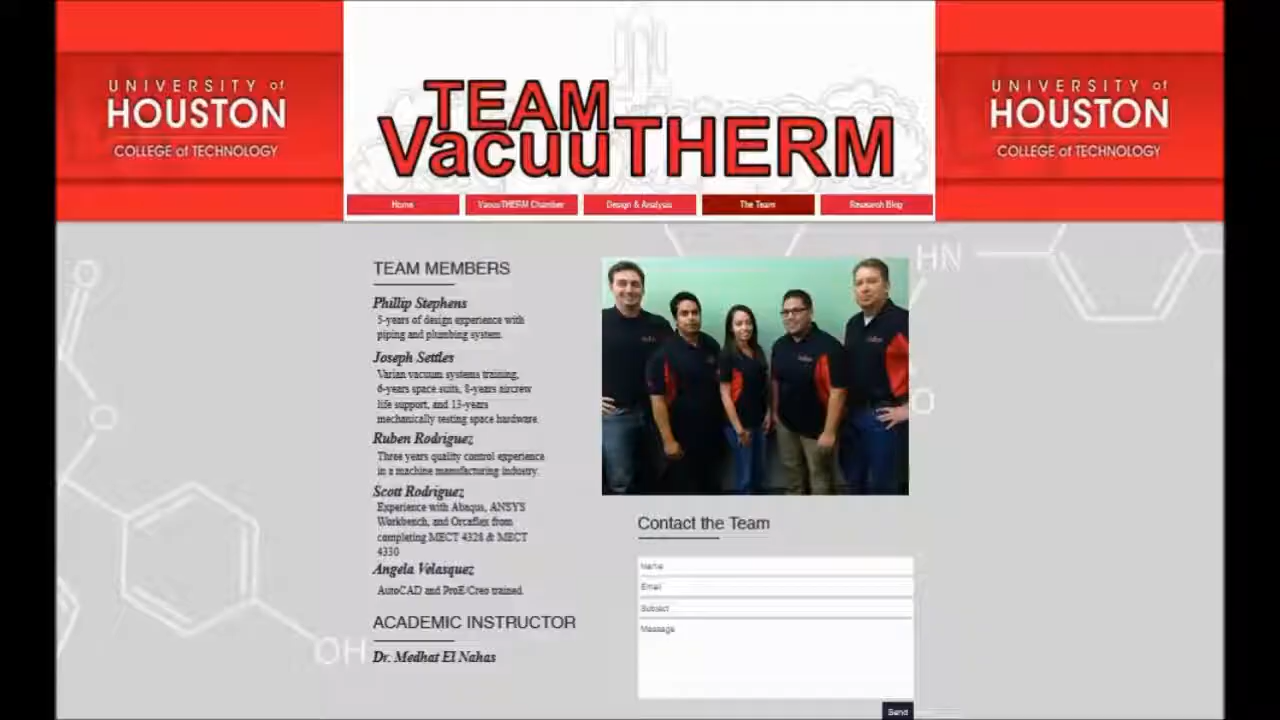 UNIVERSITY of
HOUSTON
COLLEGE of TECHNOLOGY
TEAM
VacuuTHERM
UNIVERSITY of
HOUSTON
COLLEGE of TECHNOLOGY
Home
VacuuTHERM Chamber
Design & Analysis
The Team
Research Blog
TEAM MEMBERS
Phillip Stephens
5-years of design experience with
piping and plumbing system.
Joseph Settles
Varian vacuum systems training,
6-years space suits, 8-years aircrew
life support, and 13-years
mechanically testing space hardware.
Ruben Rodriguez
Three years quality control experience
in a machine manufacturing industry.
Scott Rodriguez
Experience with Abaqus, ANSYS
Workbench, and Orcaflex from
completing MECT 4328 & MECT
4330
Angela Velasquez
AutoCAD and ProE/Creo trained.
ACADEMIC INSTRUCTOR
Dr. Medhat El Nahas
Contact the Team
Name
Email
Subject
Message
Send
O
O
OH
HN
O